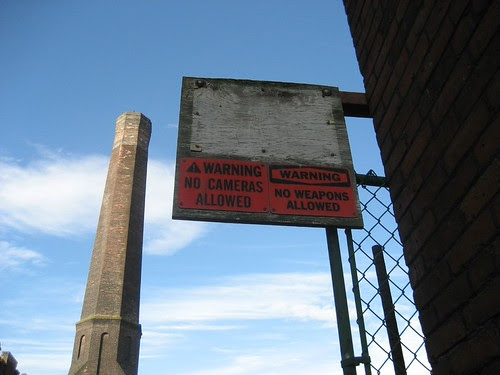 WARNING
NO CAMERAS
ALLOWED
WARNING
NO WEAPONS
ALLOWED